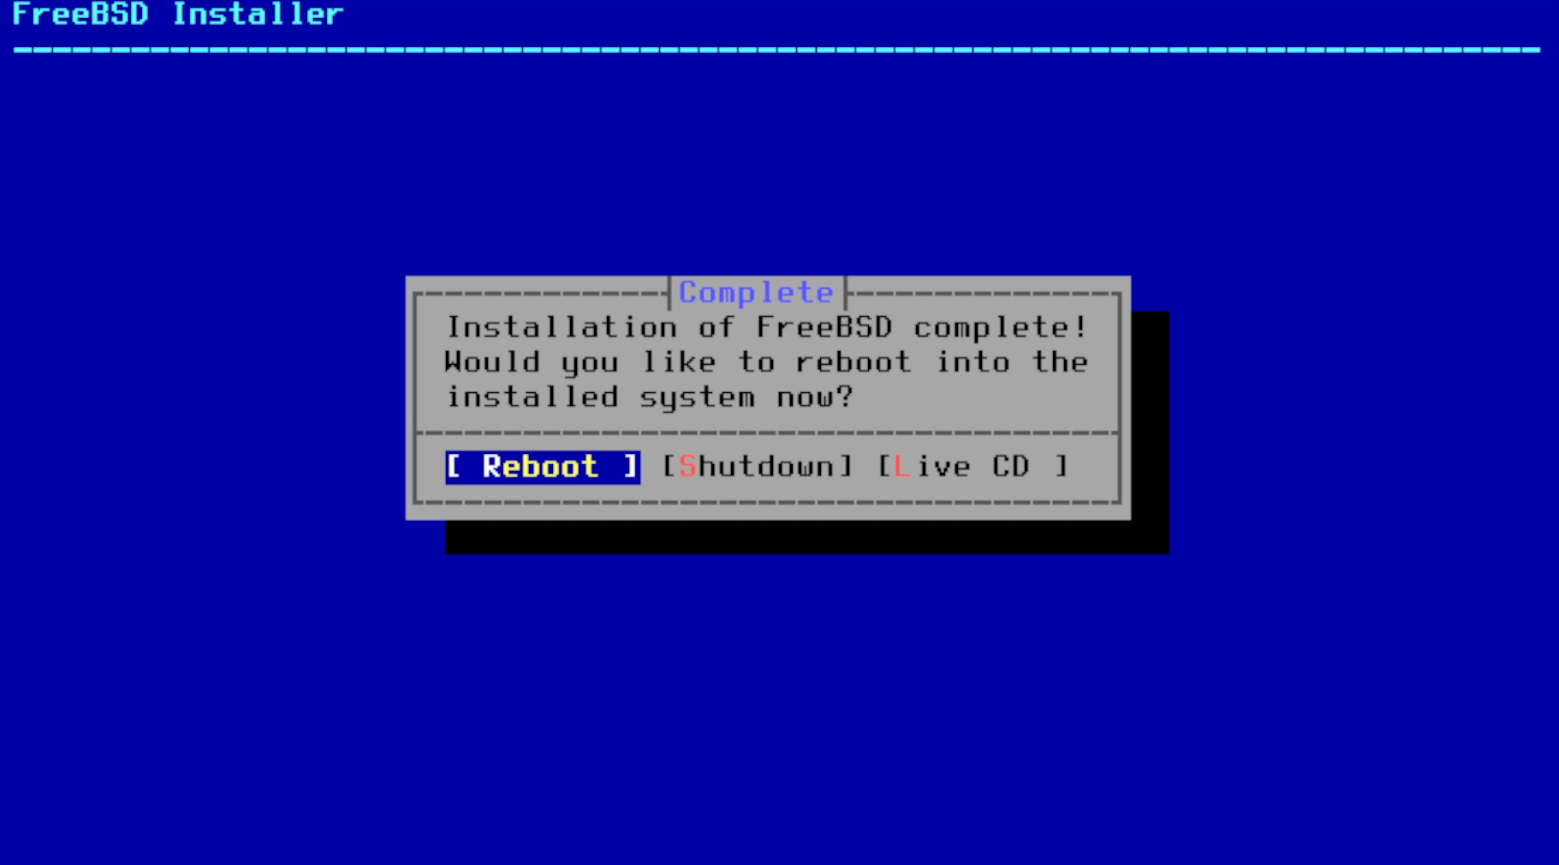 FreeBSD Installer
Complete
Installation of FreeBSD complete!
Would you like to reboot into the
installed system now?
[ Reboot ] [Shutdown] [Live CD ]